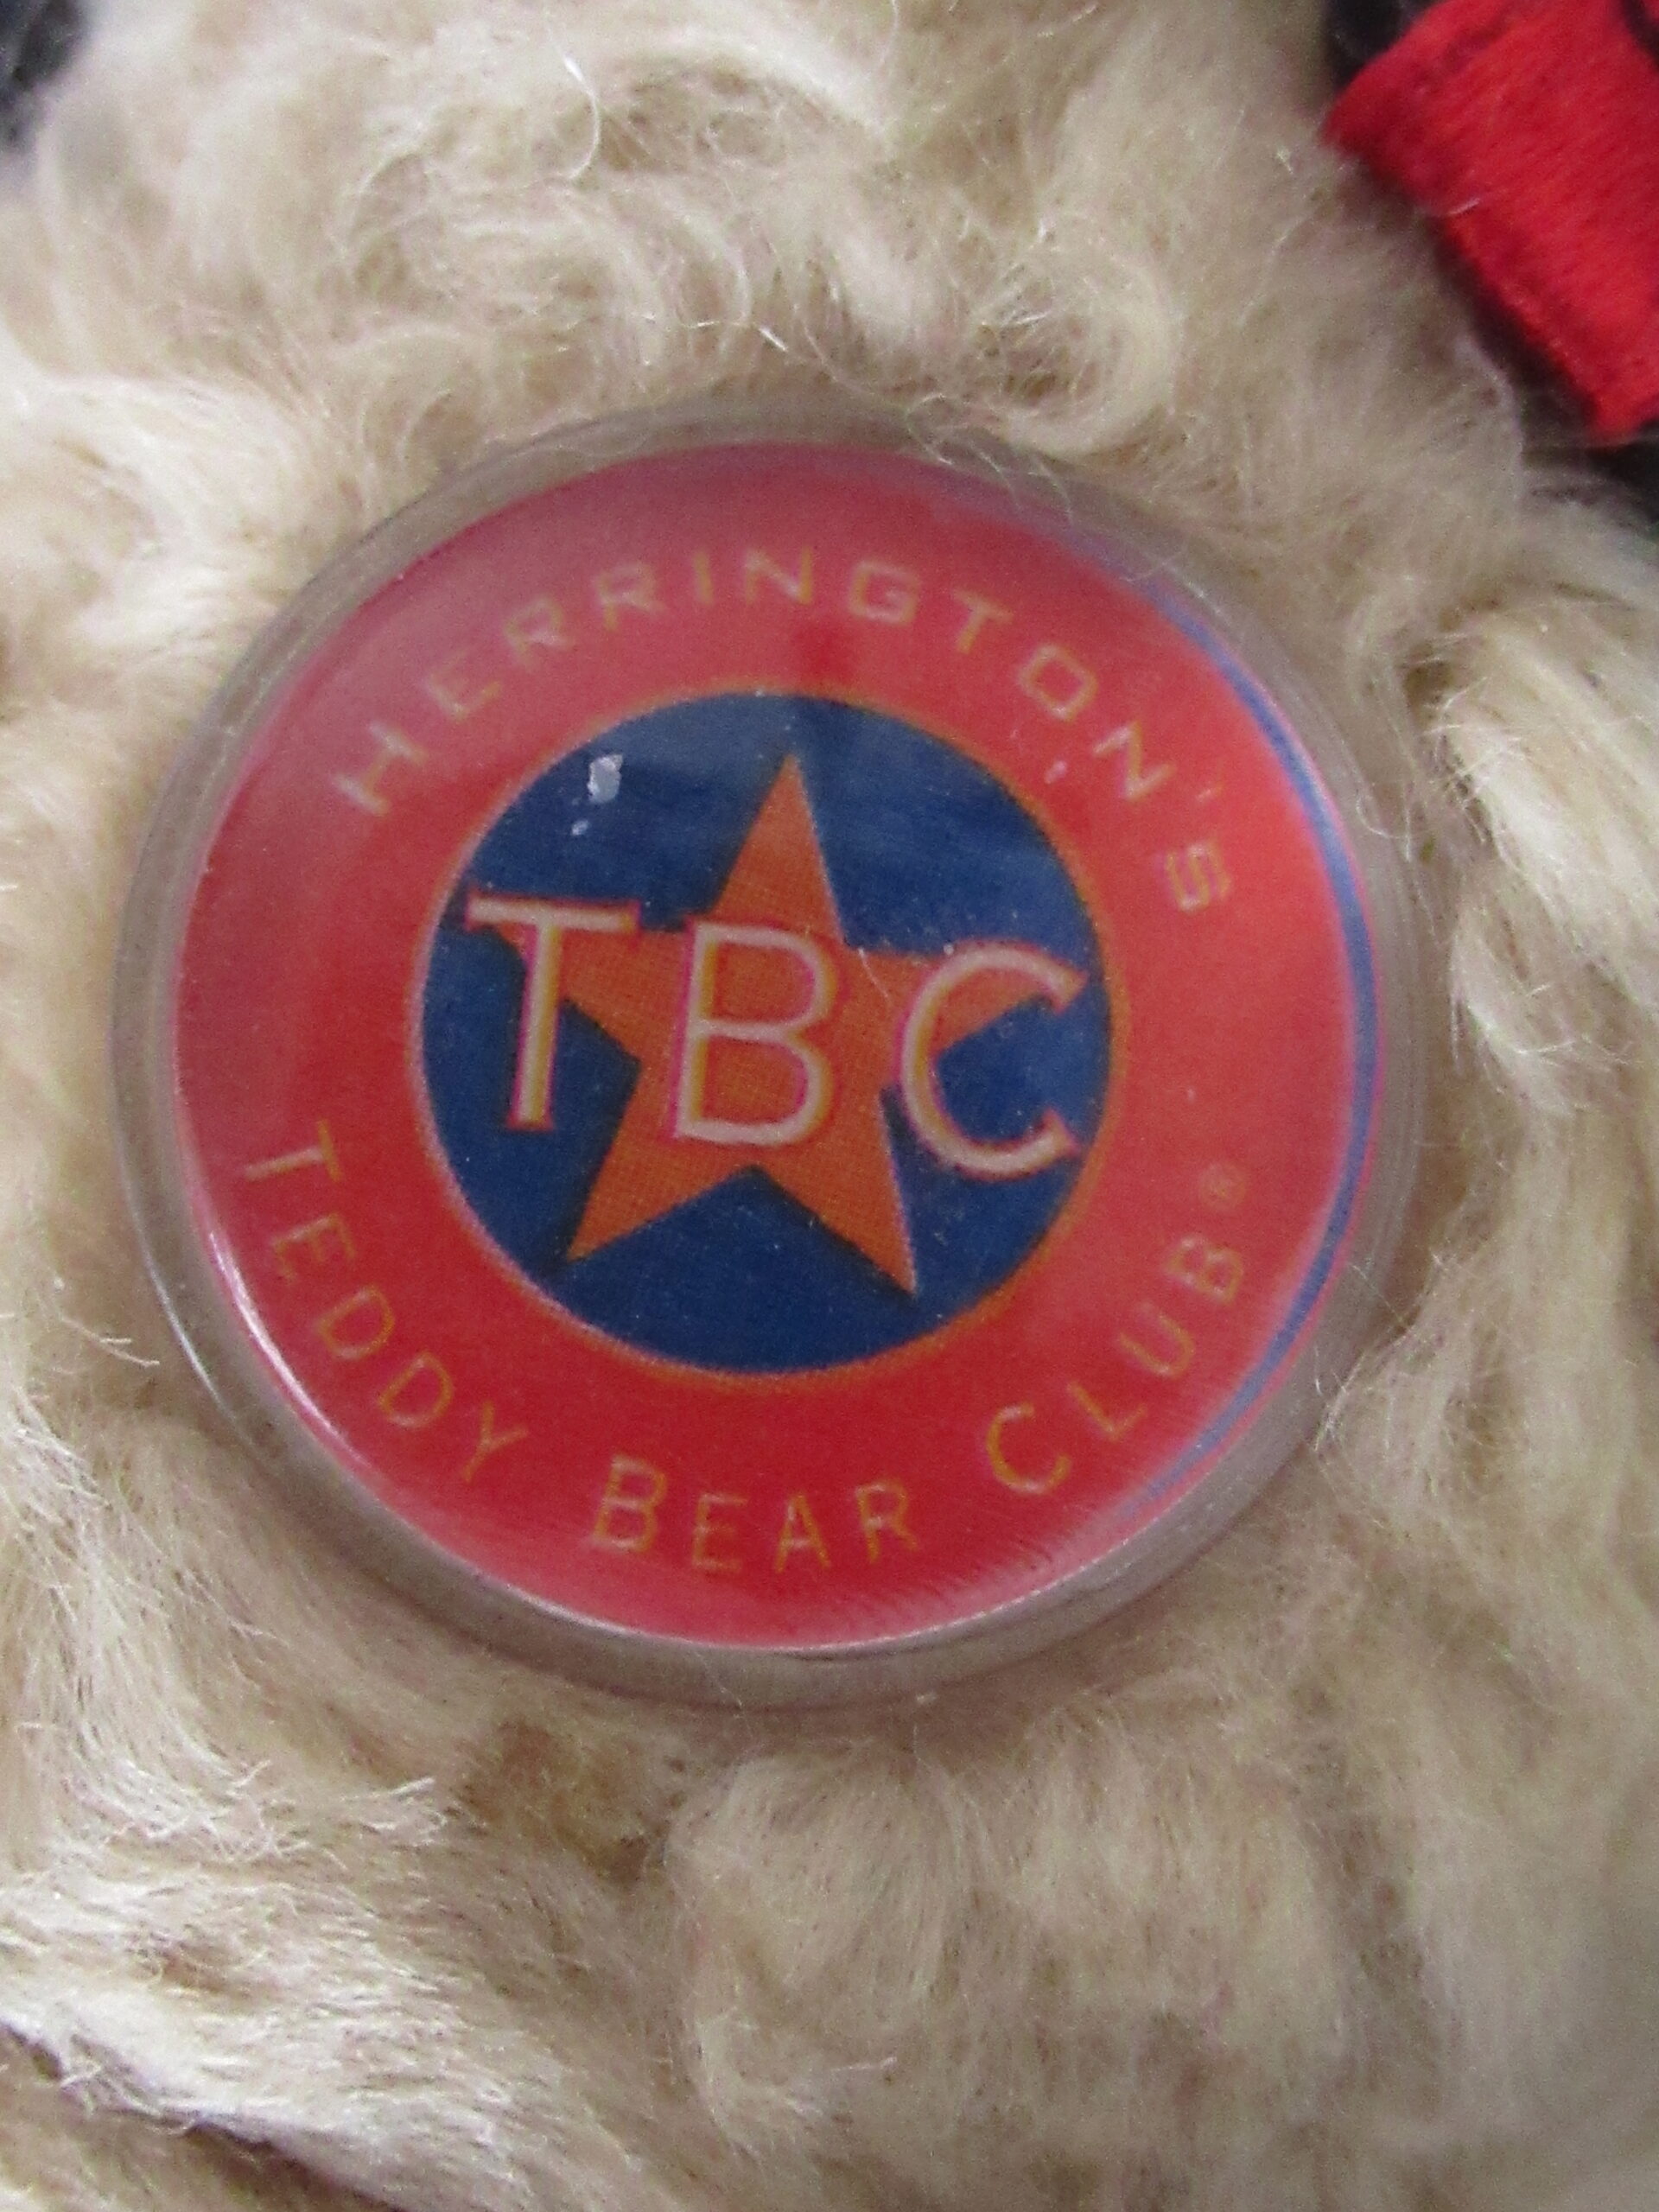 HERRINGTON'S
TBC
TEDDY BEAR CLUB®